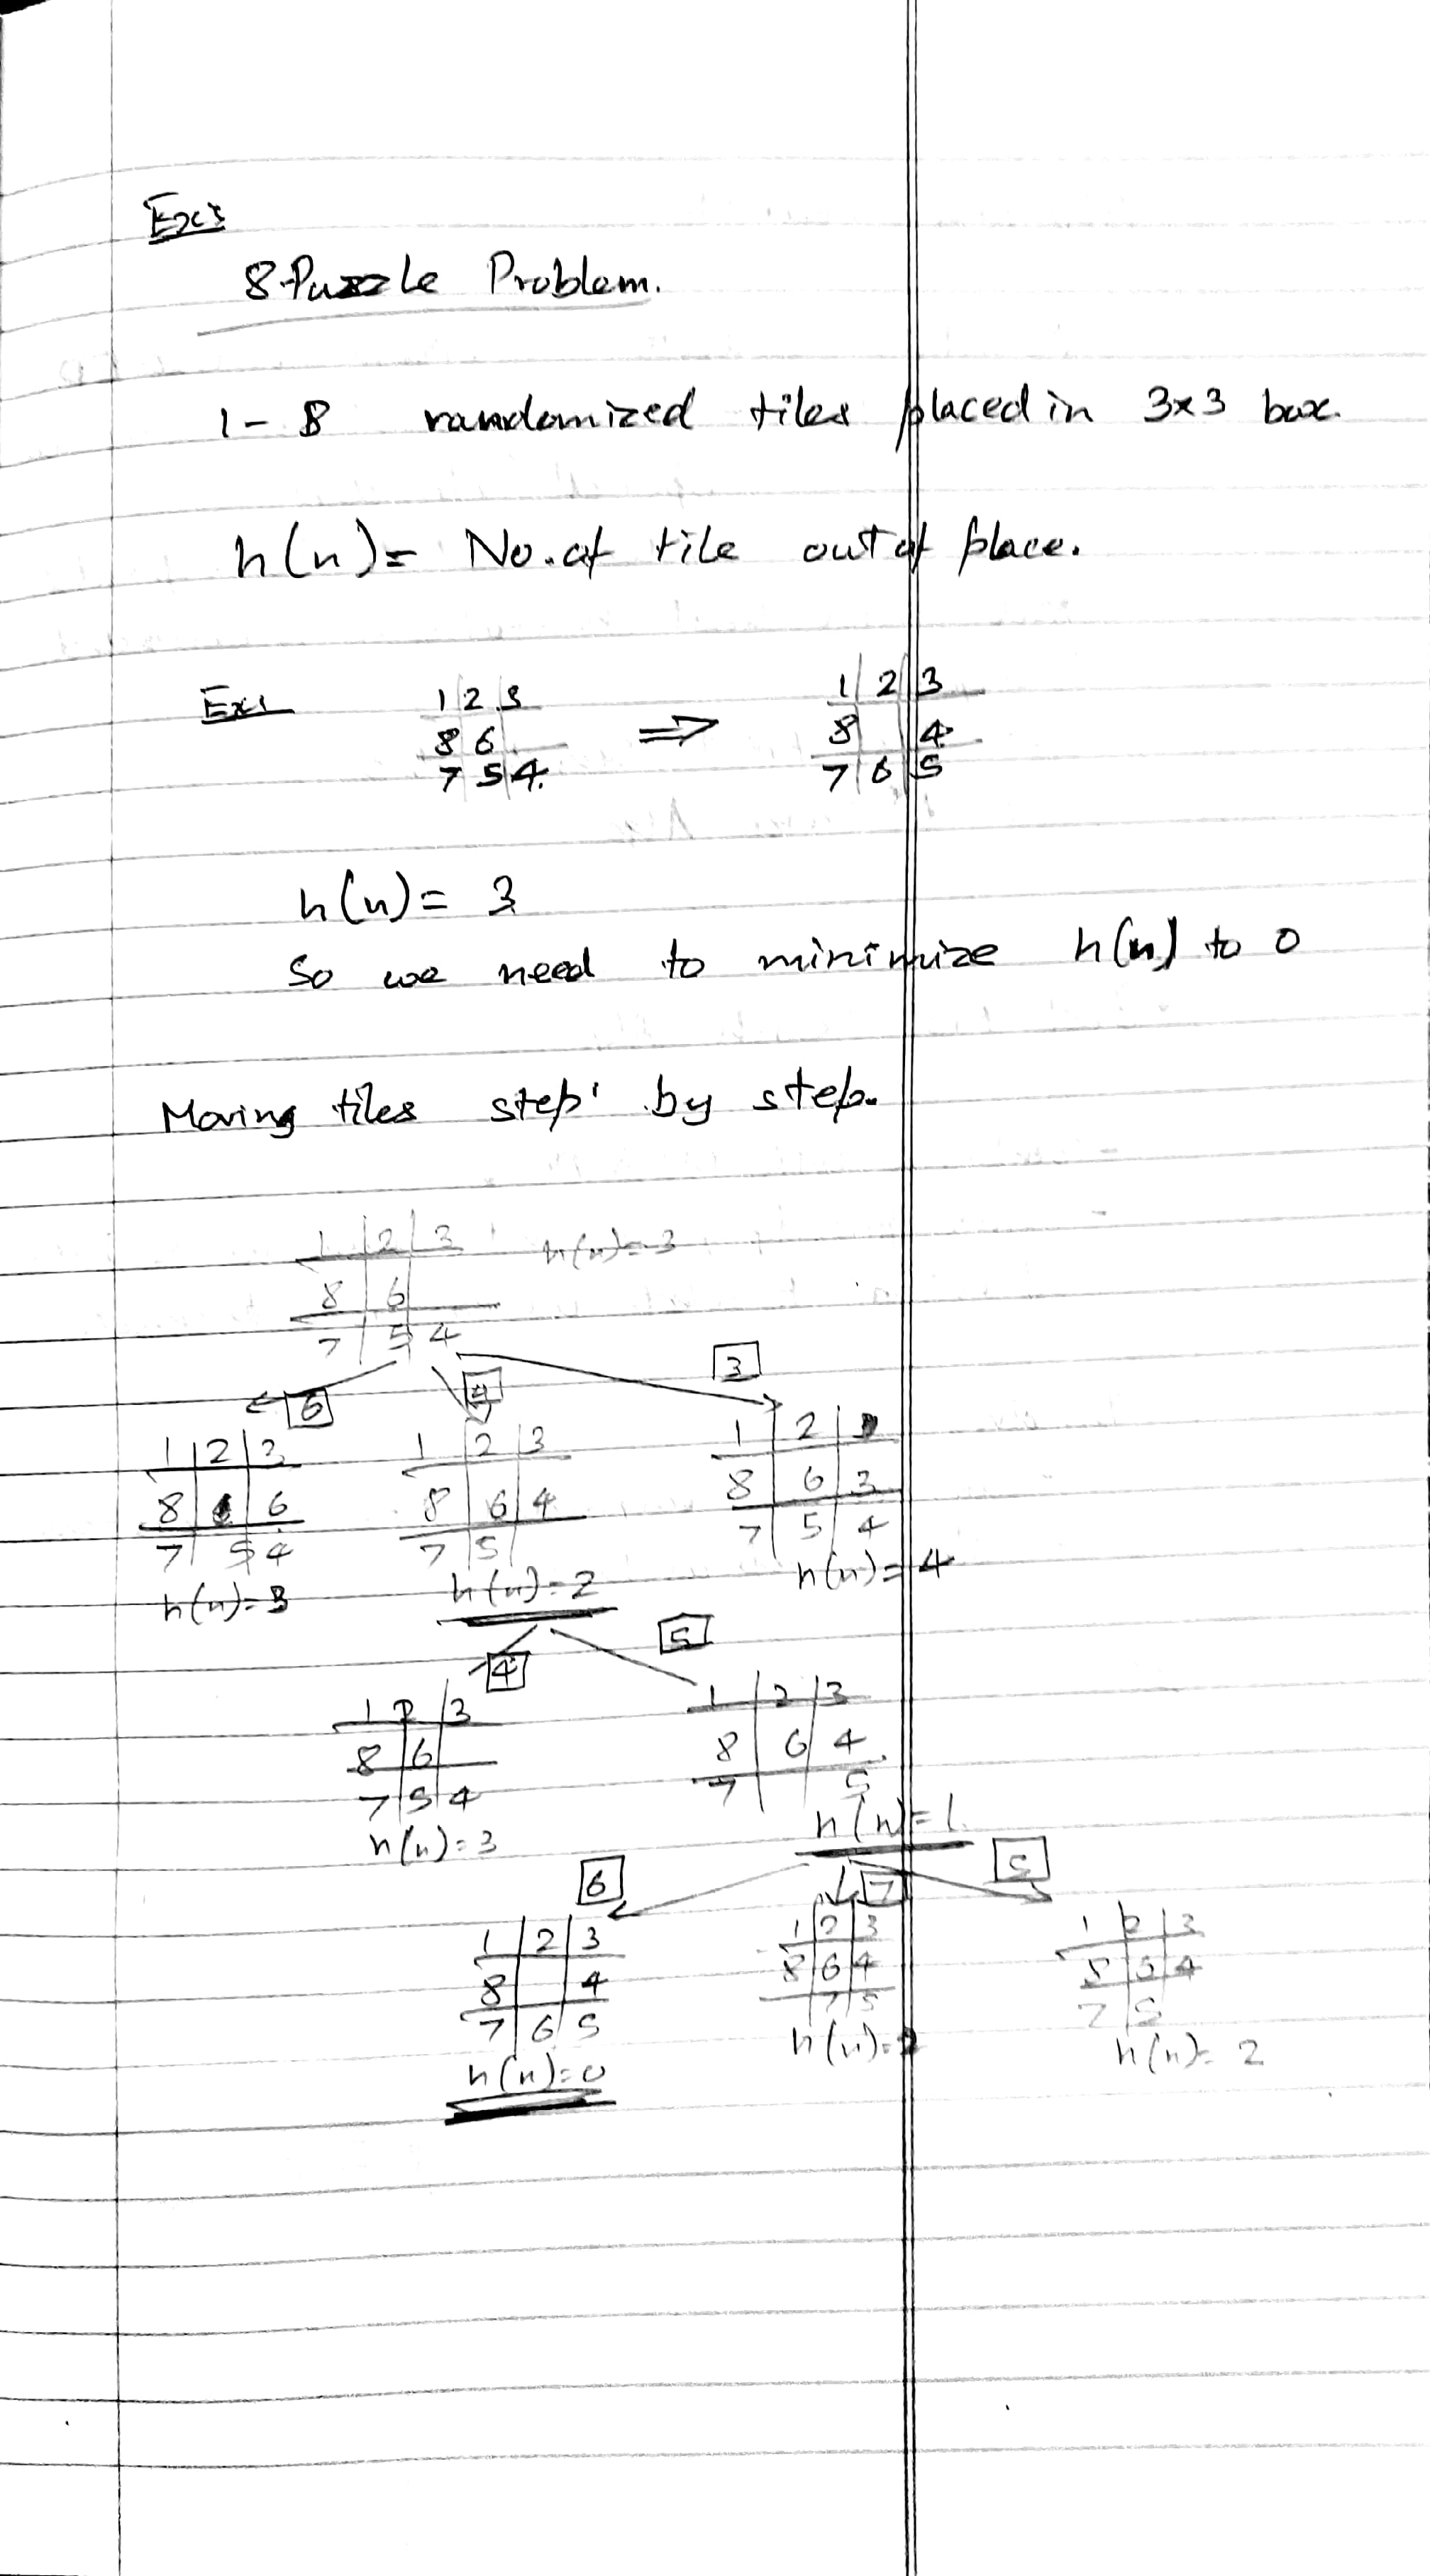 Ex:
8-Puzzle Problem.
1-8 randomized tiles placed in 3x3 box.
h(n)= No. of tile out of place.
Ex:
1 2 3
8 6
7 5 4
⇒
1 2 3
8 4
7 6 5
h(n)= 3
So we need to minimize h(n) to 0
Moving tiles step by step.
1 2 3 h(n)=3
8 6
7 5 4
6
4
3
1 2 3
8 6
7 5 4
h(n)=3
1 2 3
8 6 4
7 5
h(n)=2
1 2
8 6 3
7 5 4
h(n)=4
4
5
1 2 3
8 6
7 5 4
h(n)=3
1 2 3
8 6 4
7 5
h(n)=1
6
7
5
1 2 3
8 4
7 6 5
h(n)=0
1 2 3
8 6 4
7 5
h(n)=2
1 2 3
8 6 4
7 5
h(n)=2